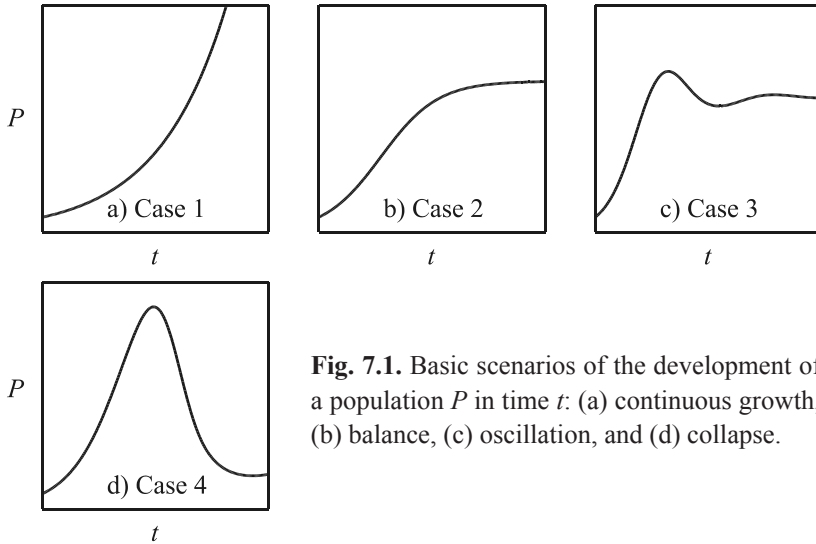 P
a) Case 1
b) Case 2
c) Case 3
t
t
t
P
d) Case 4
t
Fig. 7.1. Basic scenarios of the development of
a population P in time t: (a) continuous growth,
(b) balance, (c) oscillation, and (d) collapse.